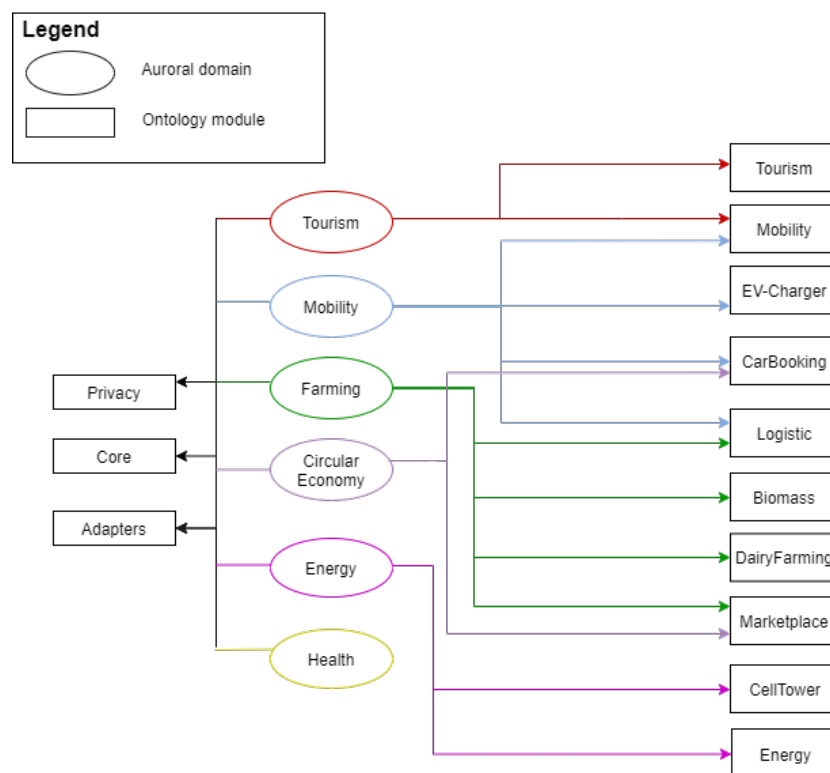 Legend
Auroral domain
Ontology module
Tourism
Tourism
Mobility
EV-Charger
Mobility
CarBooking
Privacy
Farming
Logistic
Core
Circular
Economy
Biomass
Adapters
DairyFarming
Energy
Marketplace
Health
CellTower
Energy